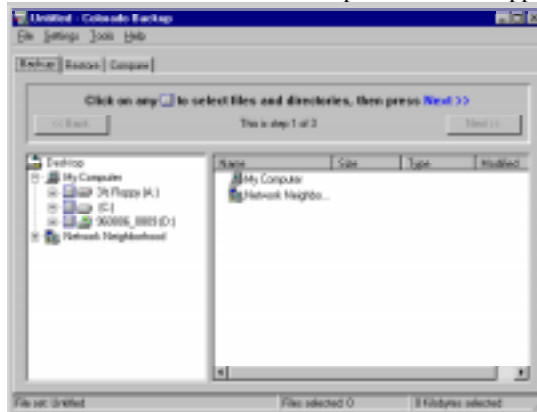 Untitled - Colorado Backup
File Settings Tools Help
Backup Restore Compare
Click on any to select files and directories, then press Next >>
<< Back This is step 1 of 3 Next >>
Desktop
My Computer
3½ Floppy (A:)
(C:)
(D:)
Network Neighborhood
Name Size Type Modified
My Computer
Network Neighbo...
File set: Untitled Files selected: 0 0 Kilobytes selected